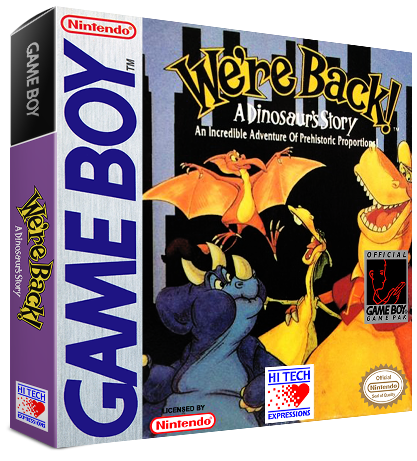 GAME BOY
We're Back!
A Dinosaur's Story
HI TECH
EXPRESSIONS
Nintendo
GAME BOY
TM
We're Back!
A Dinosaur's Story
TM
An Incredible Adventure Of Prehistoric Proportions
OFFICIAL
GAME BOY
GAME PAK
LICENSED BY
Nintendo
HI TECH
EXPRESSIONS
Official
Nintendo
Seal of Quality